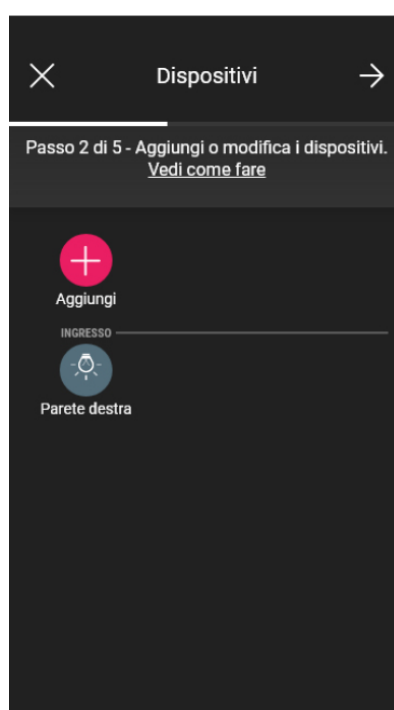 Dispositivi
Passo 2 di 5 - Aggiungi o modifica i dispositivi.
Vedi come fare
Aggiungi
INGRESSO
Parete destra